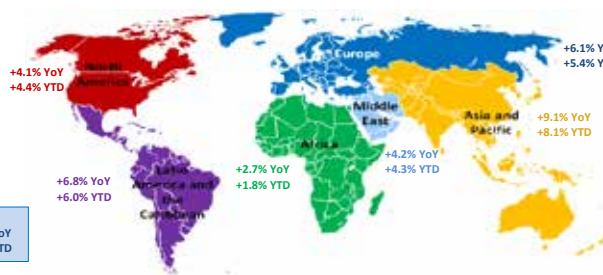 Europe
+6.1% Y
+5.4% Y
+4.1% YoY
+4.4% YTD
North
America
Middle
East
Asia and
Pacific
+9.1% YoY
+8.1% YTD
Africa
+2.7% YoY
+1.8% YTD
+4.2% YoY
+4.3% YTD
Latin
America and
the
Caribbean
+6.8% YoY
+6.0% YTD
oY
TD